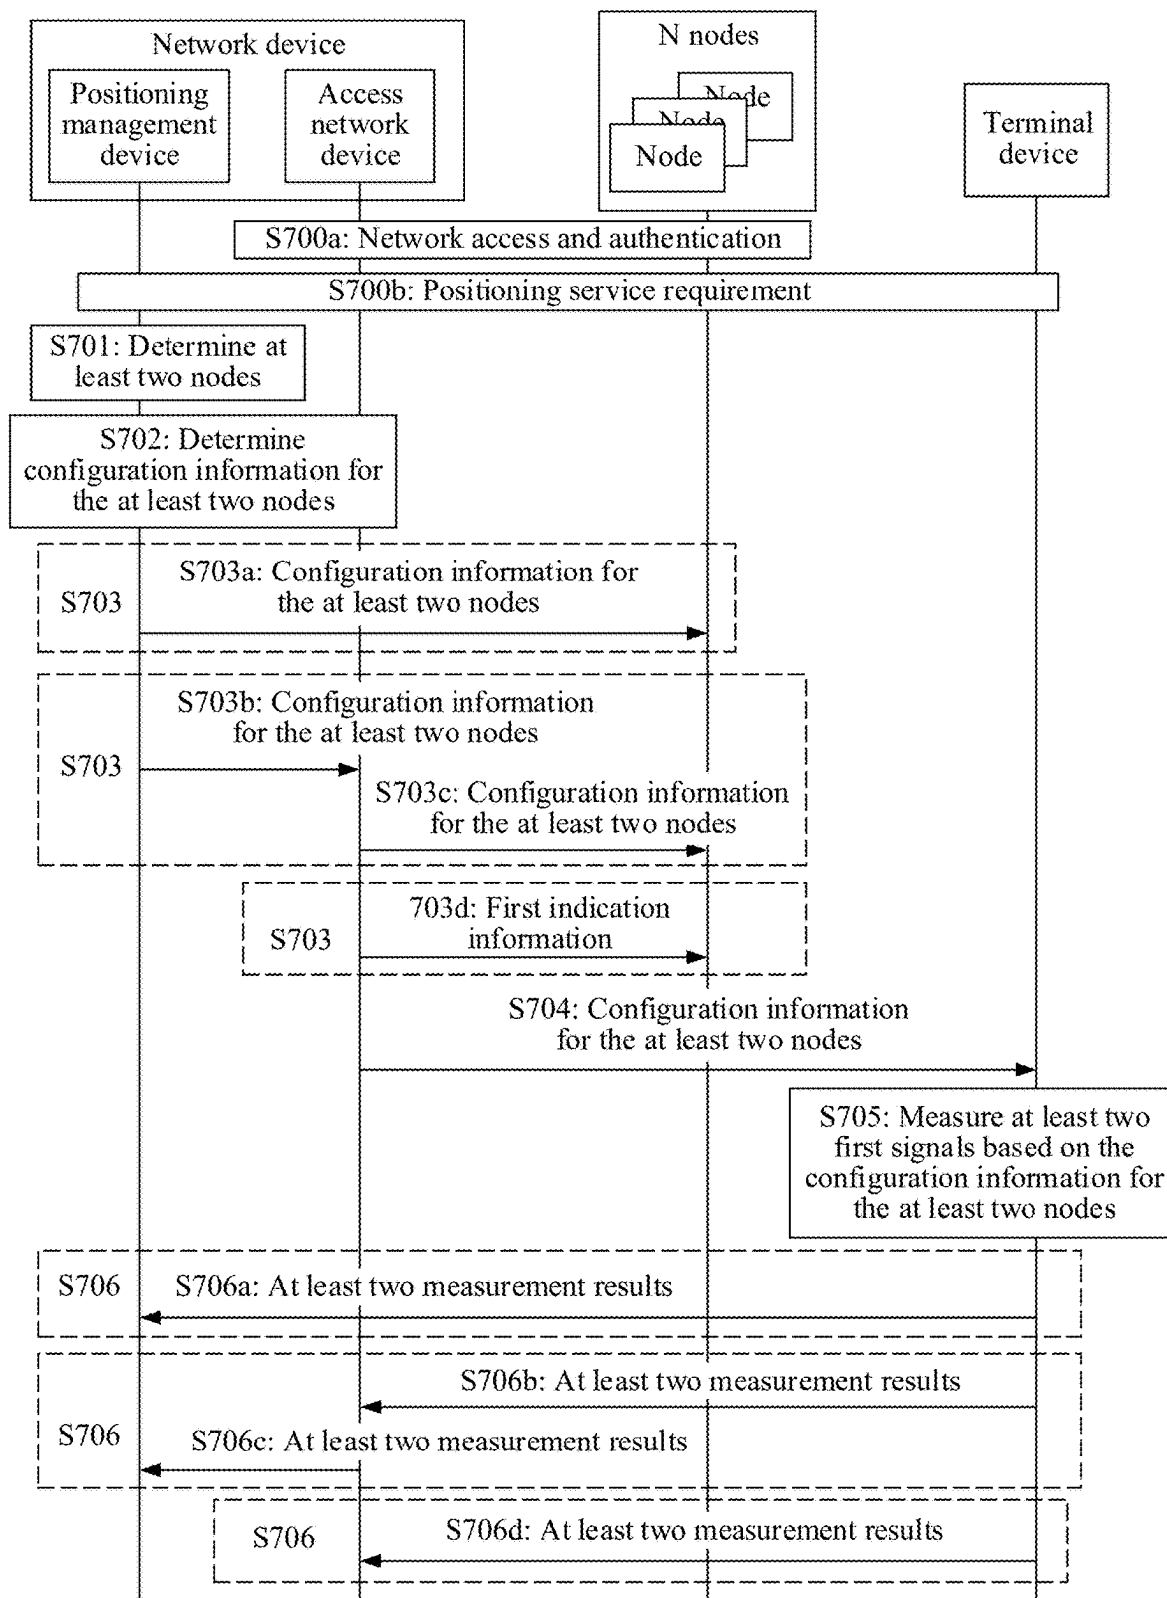 Network device
N nodes
Positioning
management
device
Access
network
device
Node
Node
Node
Terminal
device
S700a: Network access and authentication
S700b: Positioning service requirement
S701: Determine at
least two nodes
S702: Determine
configuration information for
the at least two nodes
S703
S703a: Configuration information for
the at least two nodes
S703b: Configuration information
for the at least two nodes
S703
S703c: Configuration information
for the at least two nodes
703d: First indication
information
S703
S704: Configuration information
for the at least two nodes
S705: Measure at least two
first signals based on the
configuration information for
the at least two nodes
S706
S706a: At least two measurement results
S706b: At least two measurement results
S706
S706c: At least two measurement results
S706
S706d: At least two measurement results